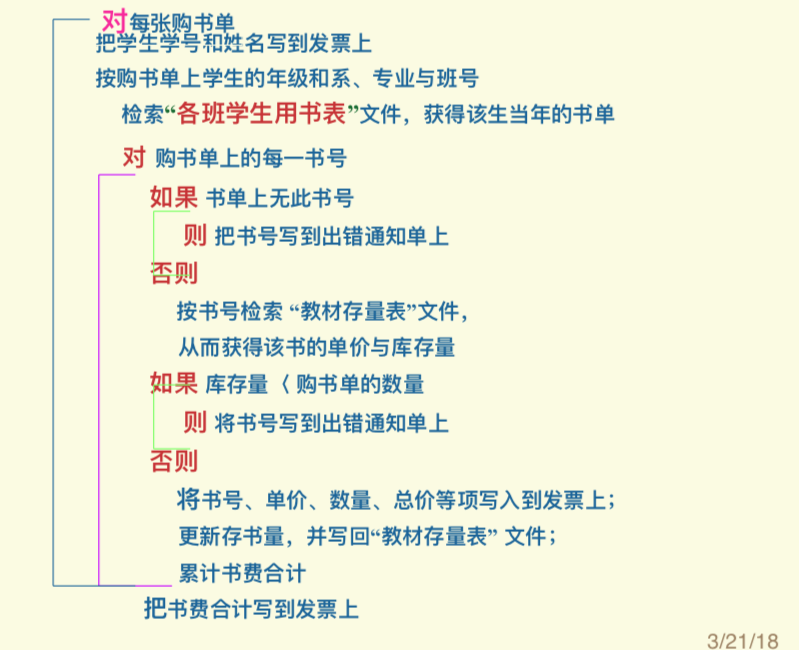 对每张购书单
把学生学号和姓名写到发票上
按购书单上学生的年级和系、专业与班号
检索“各班学生用书表”文件，获得该生当年的书单
对 购书单上的每一书号
如果 书单上无此书号
则 把书号写到出错通知单上
否则
按书号检索 “教材存量表”文件，
从而获得该书的单价与库存量
如果 库存量〈 购书单的数量
则 将书号写到出错通知单上
否则
将书号、单价、数量、总价等项写入到发票上；
更新存书量，并写回“教材存量表” 文件；
累计书费合计
把书费合计写到发票上
3/21/18